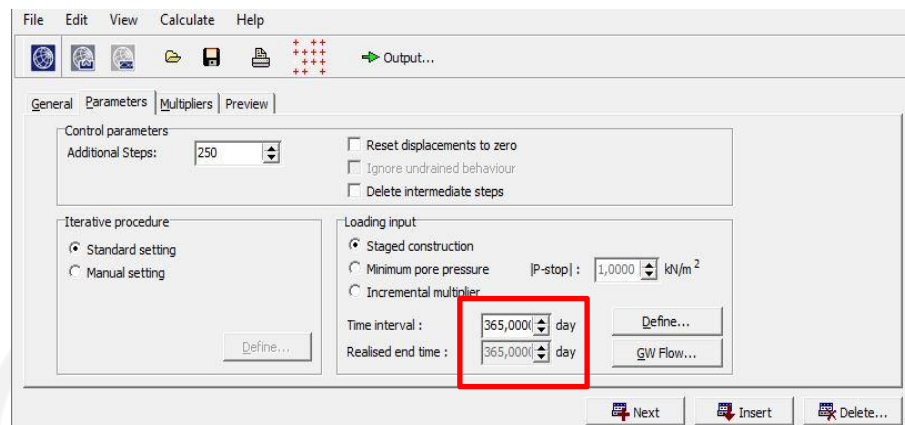 File Edit View Calculate Help
Output...
General Parameters Multipliers Preview
Control parameters
Additional Steps: 250
Reset displacements to zero
Ignore undrained behaviour
Delete intermediate steps
Iterative procedure
Standard setting
Manual setting
Define...
Loading input
Staged construction
Minimum pore pressure |P-stop| : 1,0000 kN/m 2
Incremental multiplier
Time interval : 365,000( day Define...
Realised end time : 365,000( day GW Flow...
Next Insert Delete...